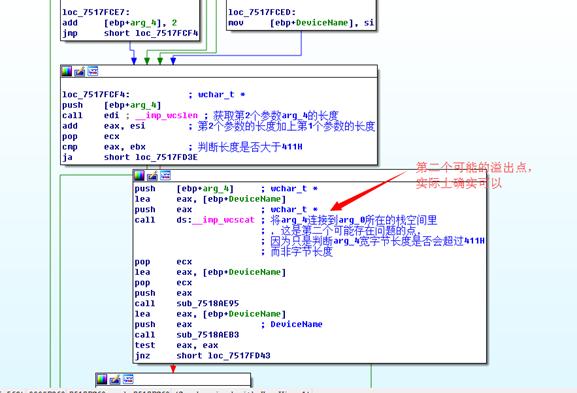 loc_7517FCE7:
add [ebp+arg_4], 2
jmp short loc_7517FCF4
loc_7517FCED:
mov [ebp+DeviceName], si
loc_7517FCF4: ; wchar_t *
push [ebp+arg_4]
call edi ; __imp_wcslen ; 获取第2个参数arg_4的长度
add eax, esi ; 第2个参数的长度加上第1个参数的长度
pop ecx
cmp eax, ebx ; 判断长度是否大于411H
ja short loc_7517FD3E
第二个可能的溢出点，
实际上确实可以
push [ebp+arg_4] ; wchar_t *
lea eax, [ebp+DeviceName]
push eax ; wchar_t *
call ds:__imp_wcscat ; 将arg_4连接到arg_0所在的栈空间里
; ，这是第二个可能存在问题的点，
; 因为只是判断arg_4宽字节长度是否会超过411H
; 而非字节长度
pop ecx
lea eax, [ebp+DeviceName]
pop ecx
push eax
call sub_7518AE95
lea eax, [ebp+DeviceName]
push eax ; DeviceName
call sub_7518AEB3
test eax, eax
jnz short loc_7517FD43